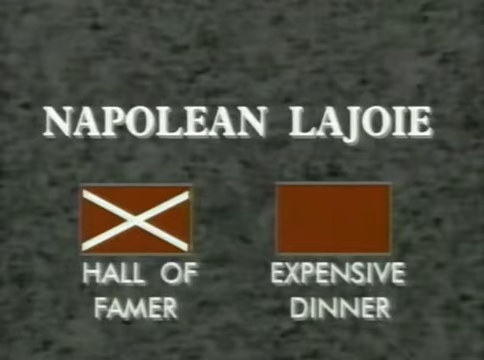 NAPOLEAN LAJOIE
HALL OF
FAMER
EXPENSIVE
DINNER